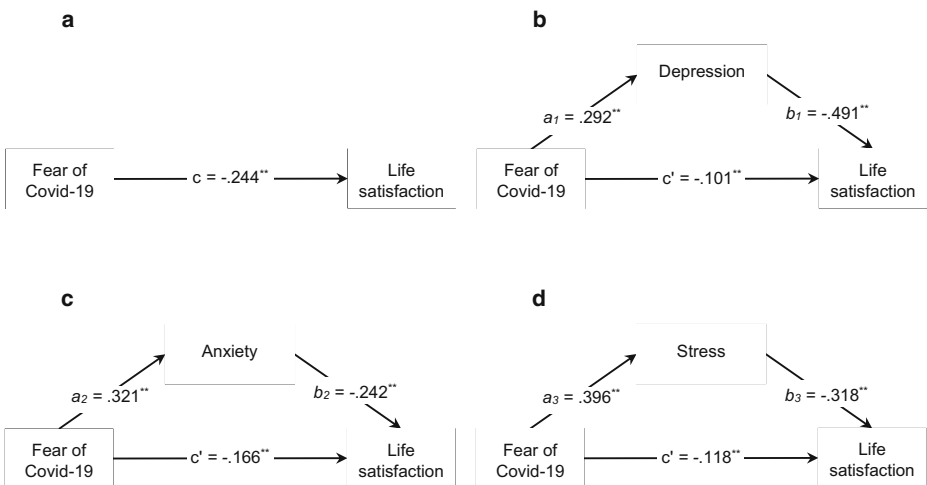 a
Fear of
Covid-19
c = -.244**
Life
satisfaction
b
Depression
a1 = .292**
b1 = -.491**
Fear of
Covid-19
c' = -.101**
Life
satisfaction
c
Anxiety
a2 = .321**
b2 = -.242**
Fear of
Covid-19
c' = -.166**
Life
satisfaction
d
Stress
a3 = .396**
b3 = -.318**
Fear of
Covid-19
c' = -.118**
Life
satisfaction